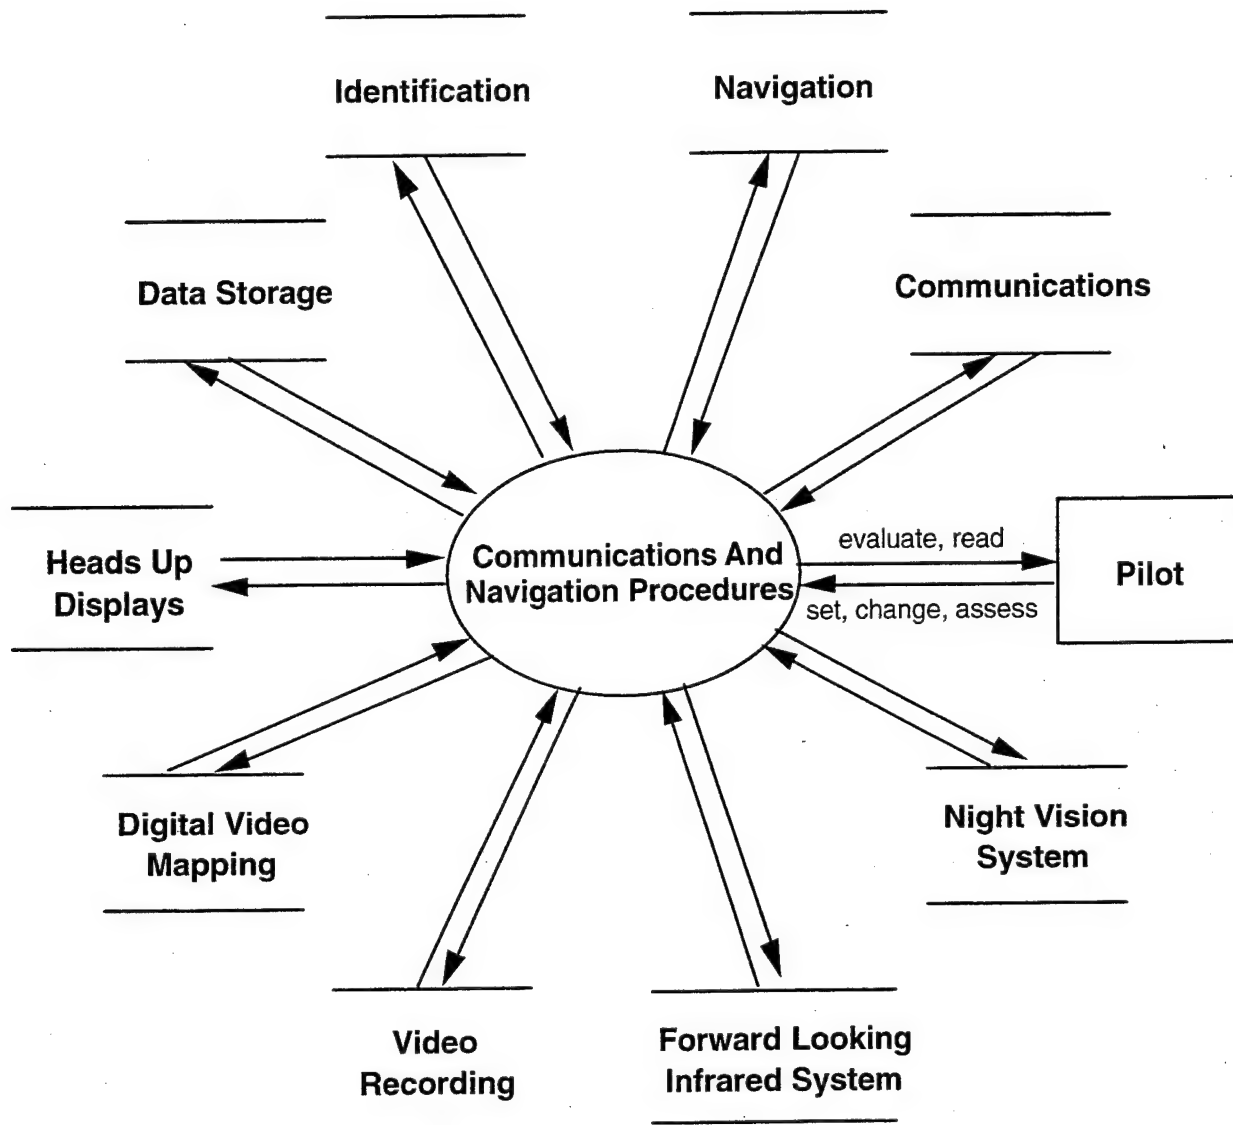 Identification
Navigation
Data Storage
Communications
Heads Up
Displays
Communications And
Navigation Procedures
evaluate, read
set, change, assess
Pilot
Digital Video
Mapping
Night Vision
System
Video
Recording
Forward Looking
Infrared System